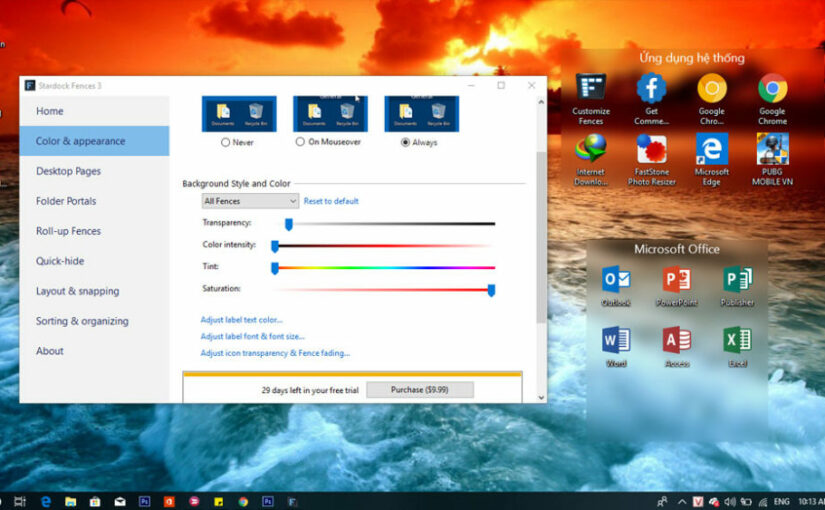 Stardock Fences 3
Home
Color & appearance
Desktop Pages
Folder Portals
Roll-up Fences
Quick-hide
Layout & snapping
Sorting & organizing
About
General
General
Documents
Recycle Bin
Documents
Recycle Bin
Documents
Recycle Bin
Never
On Mouseover
Always
Background Style and Color
All Fences
Reset to default
Transparency:
Color intensity:
Tint:
Saturation:
Adjust label text color...
Adjust label font & font size...
Adjust icon transparency & Fence fading...
29 days left in your free trial
Purchase ($9.99)
Ứng dụng hệ thống
Customize
Fences
Get
Comme...
Google
Chro...
Google
Chrome
Internet
Downlo...
FastStone
Photo Resizer
Microsoft
Edge
PUBG
MOBILE VN
Microsoft Office
Outlook
PowerPoint
Publisher
Word
Access
Excel
ENG
10:13 A